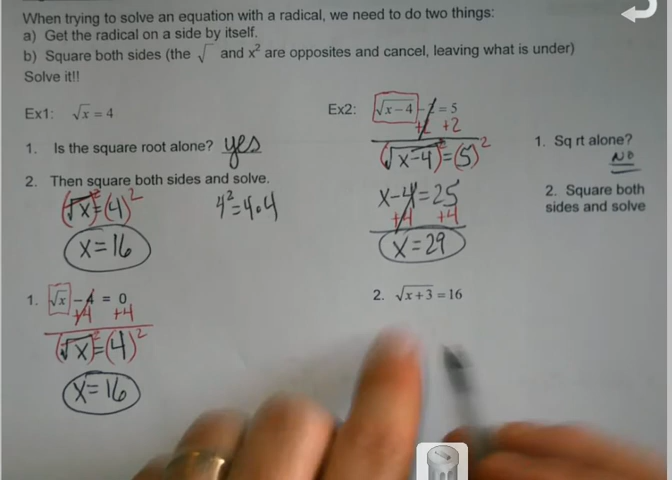 When trying to solve an equation with a radical, we need to do two things:
a) Get the radical on a side by itself.
b) Square both sides (the √ and x² are opposites and cancel, leaving what is under)
Solve it!!
Ex1: √x = 4
1. Is the square root alone? yes
2. Then square both sides and solve.
(√x)² = (4)²
4² = 4·4
x = 16
Ex2: √x−4 − 2 = 5
+2 +2
(√x−4)² = (5)²
x−4 = 25
+4 +4
x = 29
1. Sq rt alone?
NO
2. Square both
sides and solve
1. √x − 4 = 0
+4 +4
(√x)² = (4)²
x = 16
2. √x+3 = 16